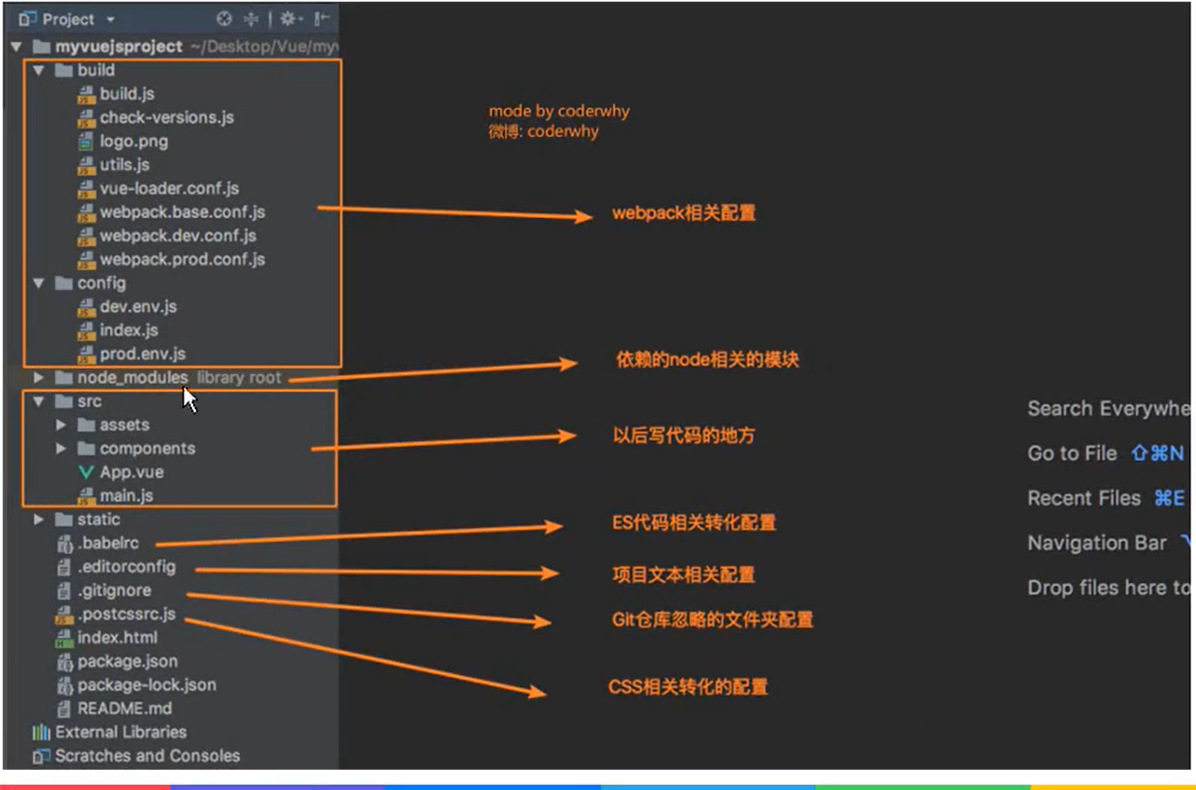 Project
myvuejsproject ~/Desktop/Vue/myv
build
build.js
check-versions.js
logo.png
utils.js
vue-loader.conf.js
webpack.base.conf.js
webpack.dev.conf.js
webpack.prod.conf.js
config
dev.env.js
index.js
prod.env.js
node_modules library root
src
assets
components
App.vue
main.js
static
.babelrc
.editorconfig
.gitignore
.postcssrc.js
index.html
package.json
package-lock.json
README.md
External Libraries
Scratches and Consoles
mode by coderwhy
微博: coderwhy
webpack相关配置
依赖的node相关的模块
以后写代码的地方
ES代码相关转化配置
项目文本相关配置
Git仓库忽略的文件夹配置
CSS相关转化的配置
Search Everywhe
Go to File ⇧⌘N
Recent Files ⌘E
Navigation Bar
Drop files here to